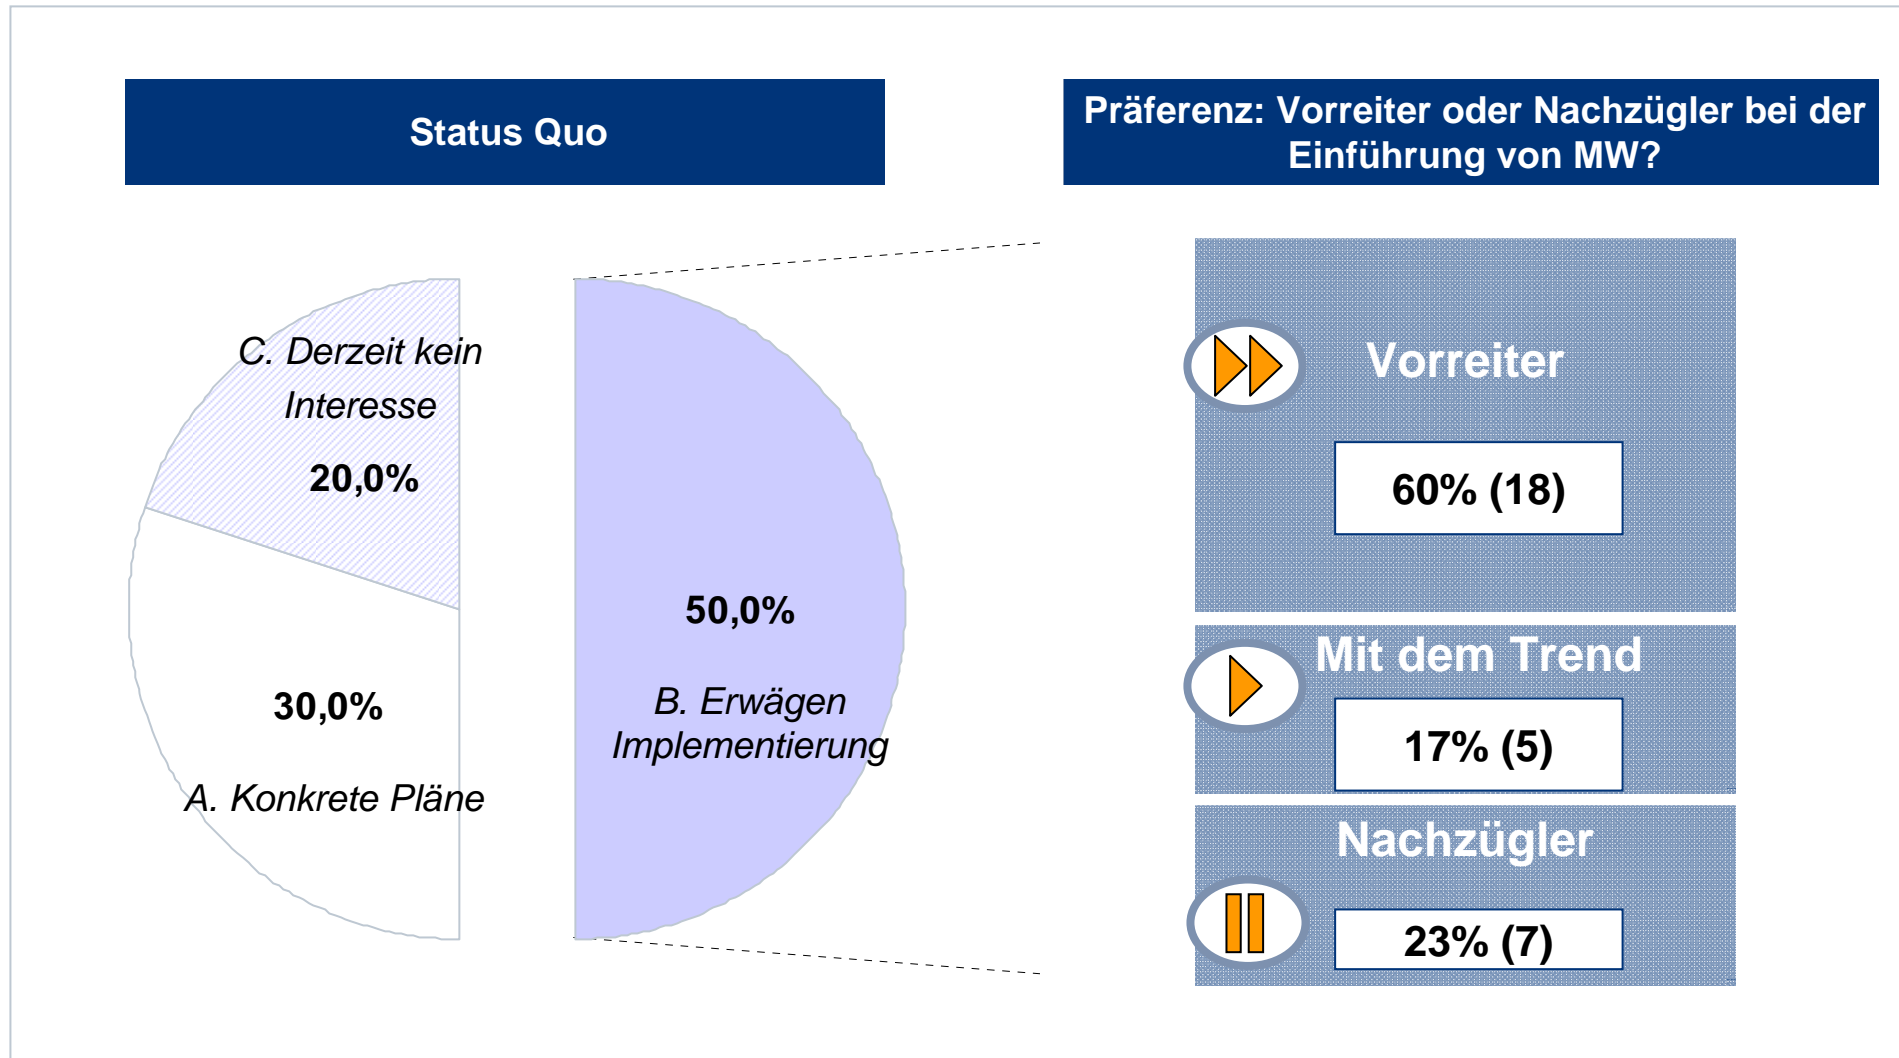 Status Quo
Präferenz: Vorreiter oder Nachzügler bei der
Einführung von MW?
C. Derzeit kein
Interesse
20,0%
30,0%
A. Konkrete Pläne
50,0%
B. Erwägen
Implementierung
Vorreiter
60% (18)
Mit dem Trend
17% (5)
Nachzügler
23% (7)